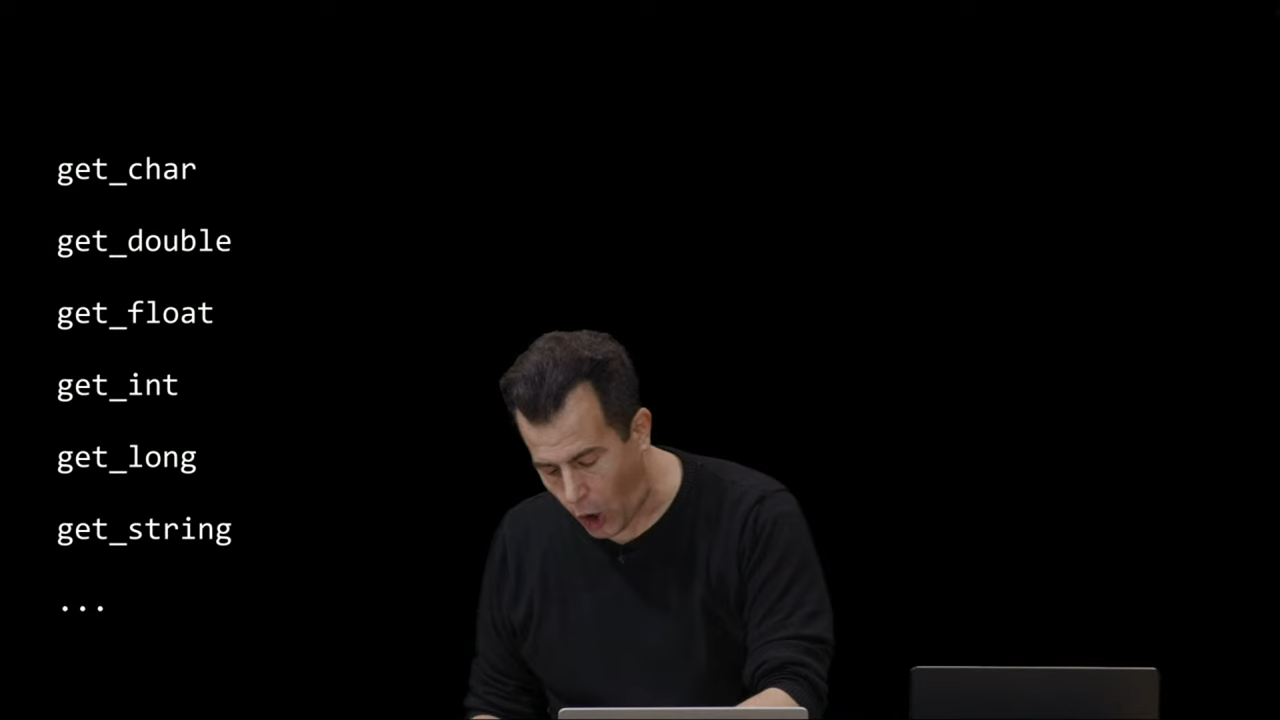 get_char
get_double
get_float
get_int
get_long
get_string
...